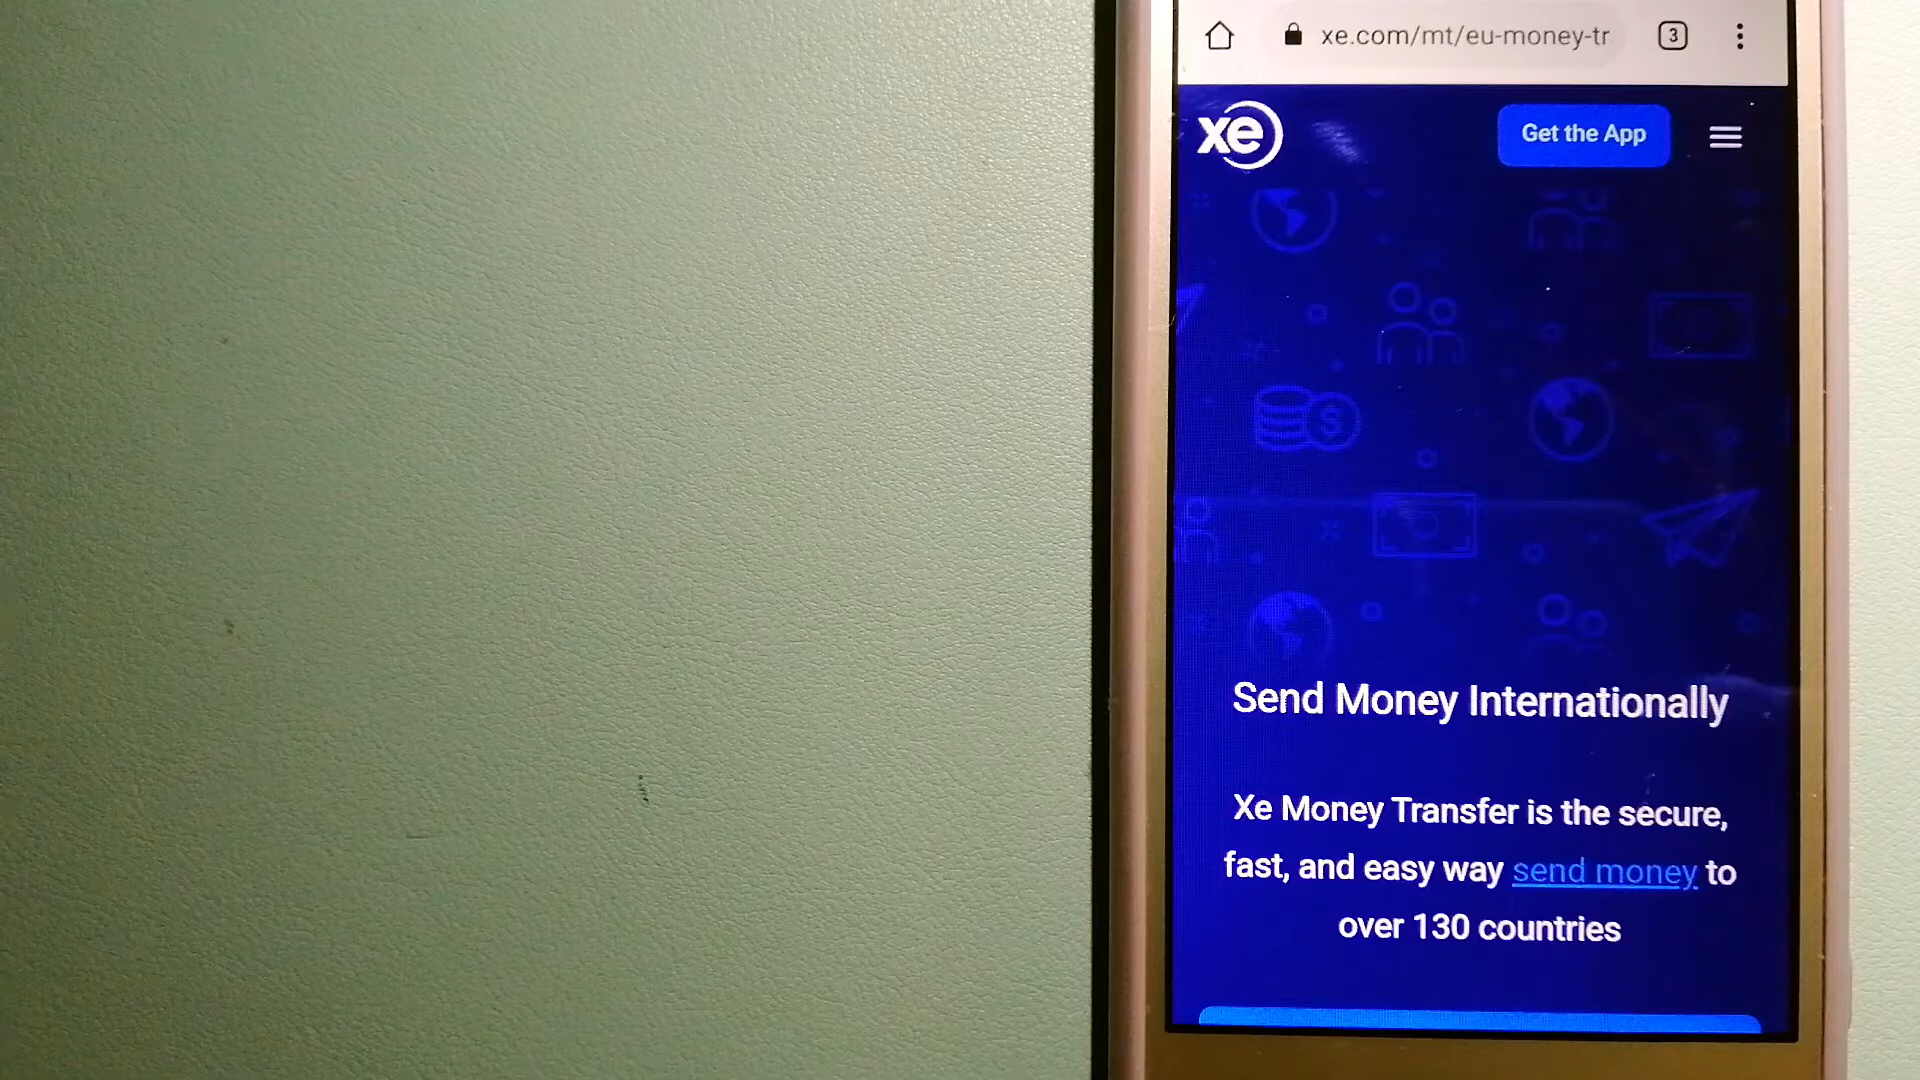 xe.com/mt/eu-money-tr
3
xe
Get the App
Send Money Internationally
Xe Money Transfer is the secure,
fast, and easy way send money to
over 130 countries